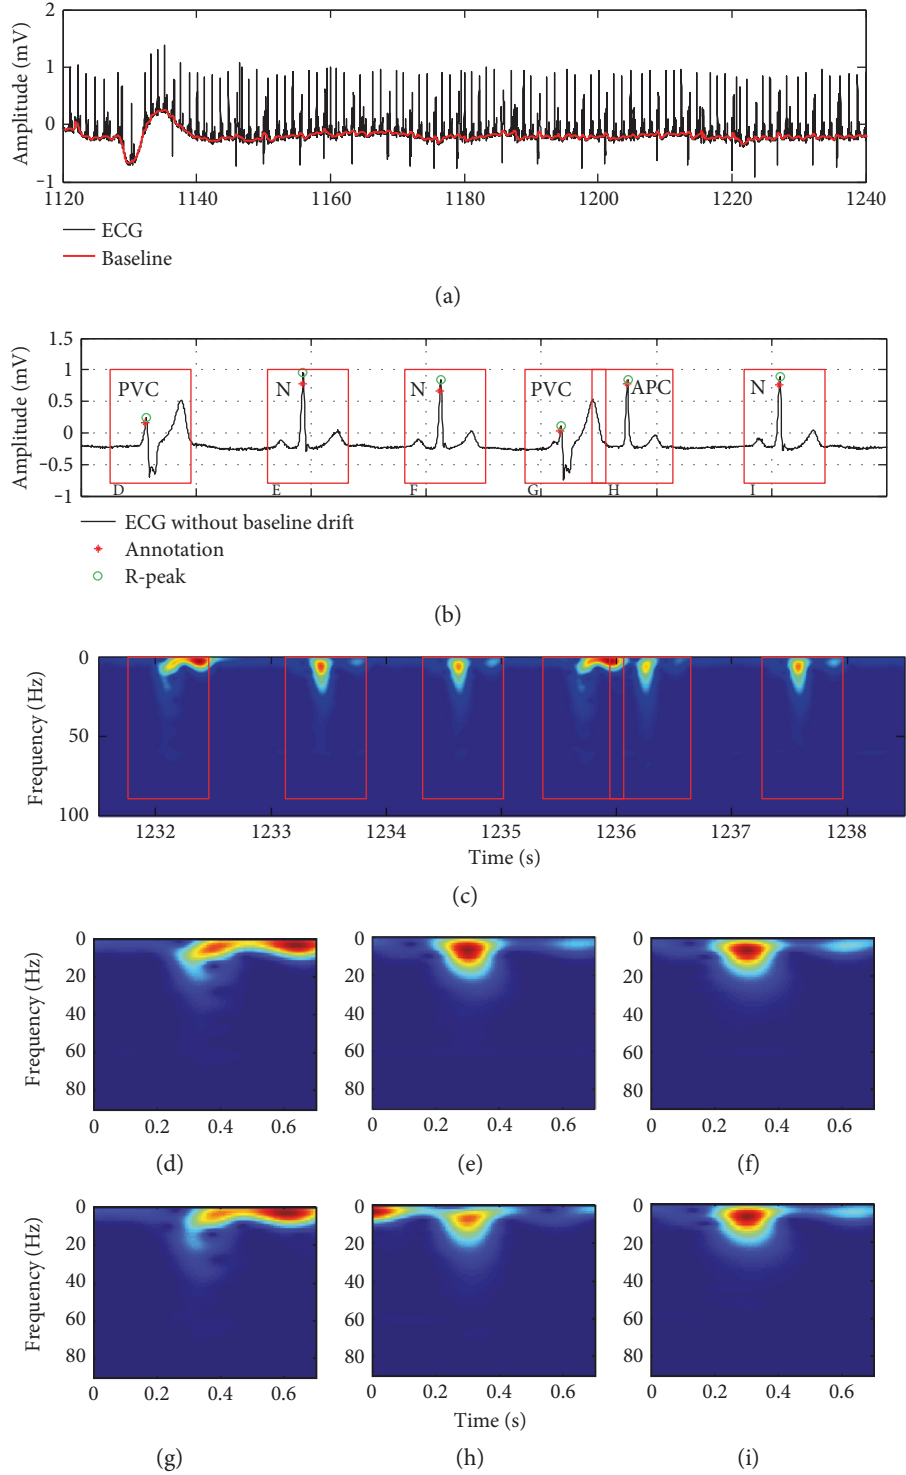 Amplitude (mV)
2
1
0
−1
1120 1140 1160 1180 1200 1220 1240
ECG
Baseline
(a)
Amplitude (mV)
1.5
1
0.5
0
−0.5
−1
PVC N N PVC APC N
D E F G H I
ECG without baseline drift
Annotation
R-peak
(b)
Frequency (Hz)
0
50
100
1232 1233 1234 1235 1236 1237 1238
Time (s)
(c)
Frequency (Hz)
0 0 0
20 20 20
40 40 40
60 60 60
80 80 80
0 0.2 0.4 0.6 0 0.2 0.4 0.6 0 0.2 0.4 0.6
(d) (e) (f)
Frequency (Hz)
0 0 0
20 20 20
40 40 40
60 60 60
80 80 80
0 0.2 0.4 0.6 0 0.2 0.4 0.6 0 0.2 0.4 0.6
Time (s)
(g) (h) (i)